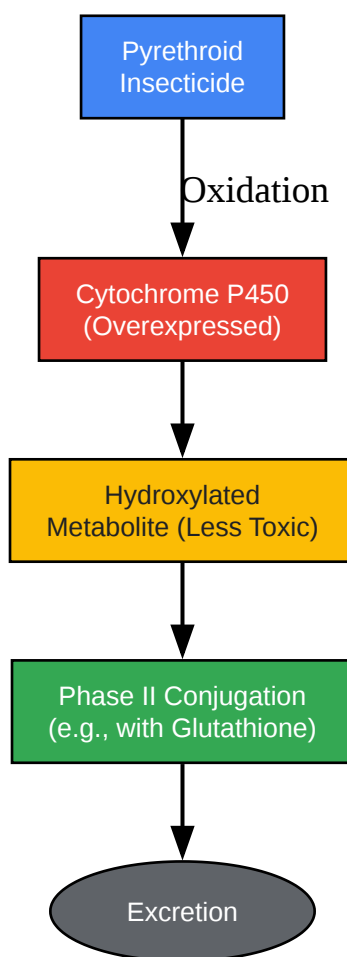 Pyrethroid
Insecticide
Oxidation
Cytochrome P450
(Overexpressed)
Hydroxylated
Metabolite (Less Toxic)
Phase II Conjugation
(e.g., with Glutathione)
Excretion